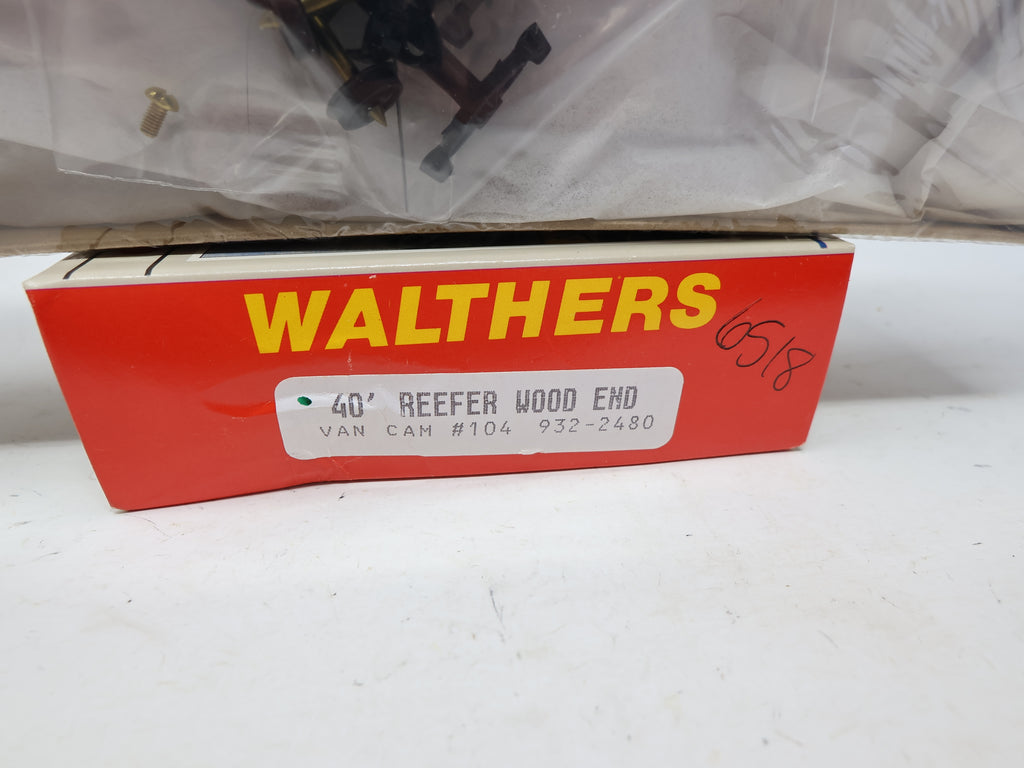 WALTHERS
6518
40' REEFER WOOD END
VAN CAM #104 932-2480